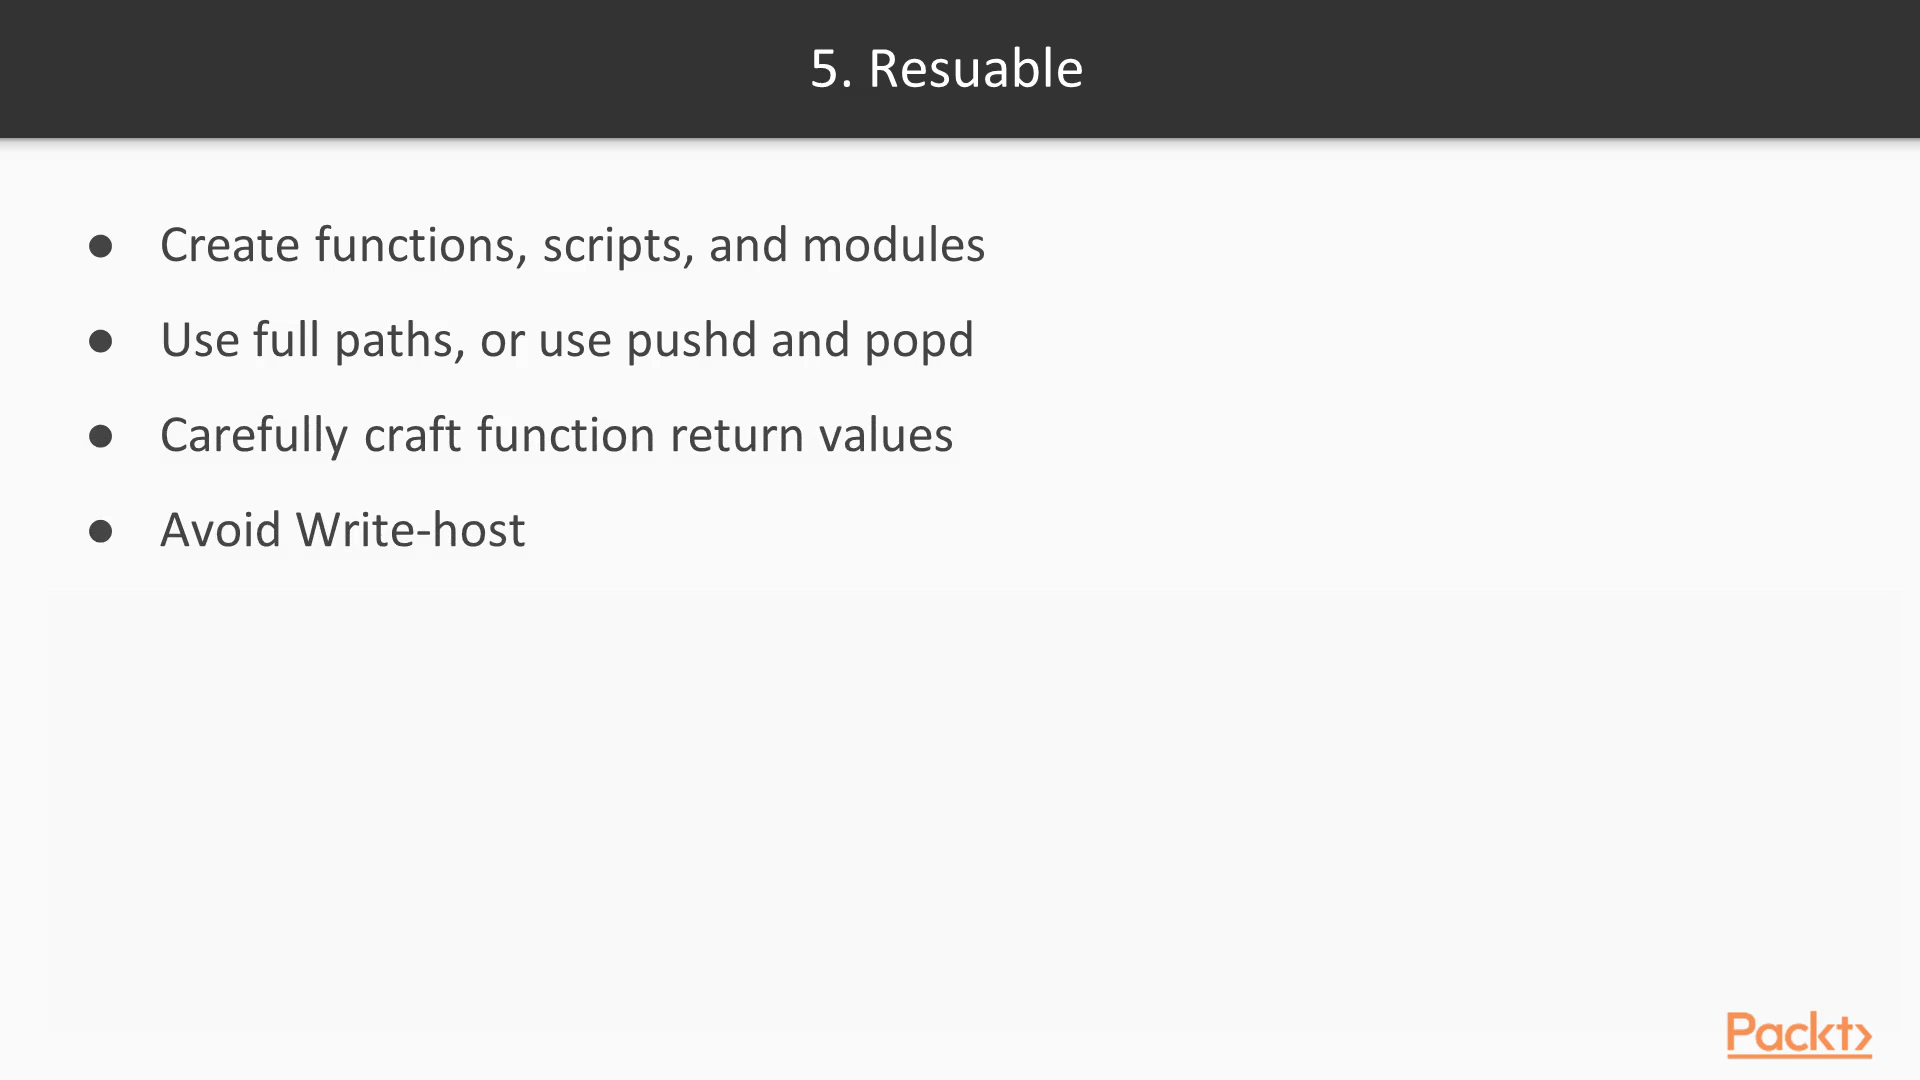 5. Resuable
● Create functions, scripts, and modules
● Use full paths, or use pushd and popd
● Carefully craft function return values
● Avoid Write-host
Packt>